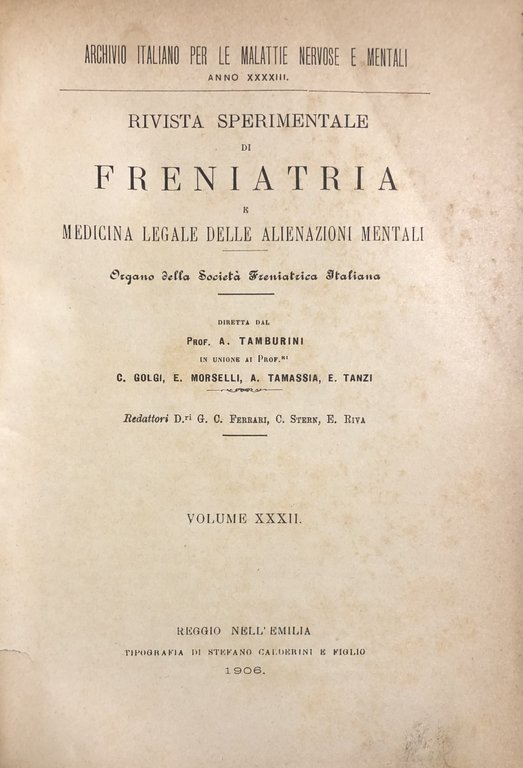 ARCHIVIO ITALIANO PER LE MALATTIE NERVOSE E MENTALI
ANNO XXXXIII.
RIVISTA SPERIMENTALE
DI
FRENIATRIA
E
MEDICINA LEGALE DELLE ALIENAZIONI MENTALI
Organo della Società Freniatrica Italiana
DIRETTA DAL
PROF. A. TAMBURINI
IN UNIONE AI PROF.RI
C. GOLGI, E. MORSELLI, A. TAMASSIA, E. TANZI
Redattori D.ri G. C. FERRARI, C. STERN, E. RIVA
VOLUME XXXII.
REGGIO NELL'EMILIA
TIPOGRAFIA DI STEFANO CALDERINI E FIGLIO
1906.